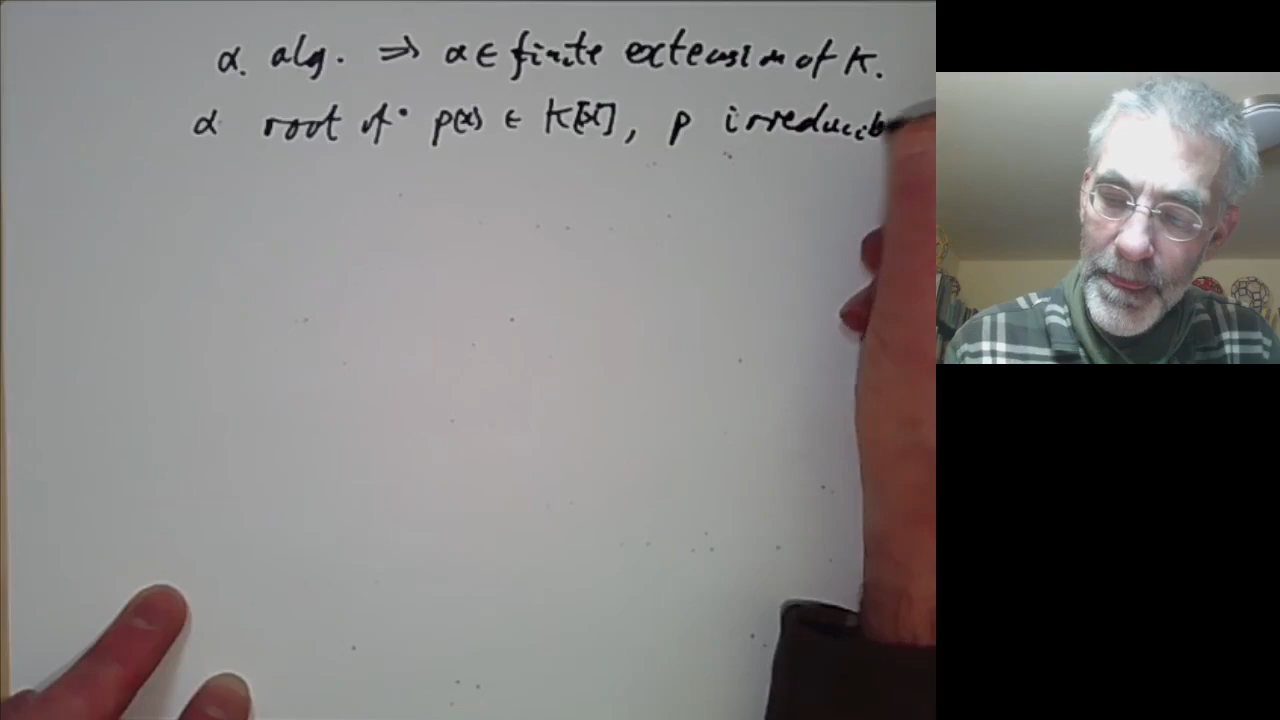 α alg. ⇒ α ∈ finite extension of K.
α root of p(x) ∈ K[x], p irreducib